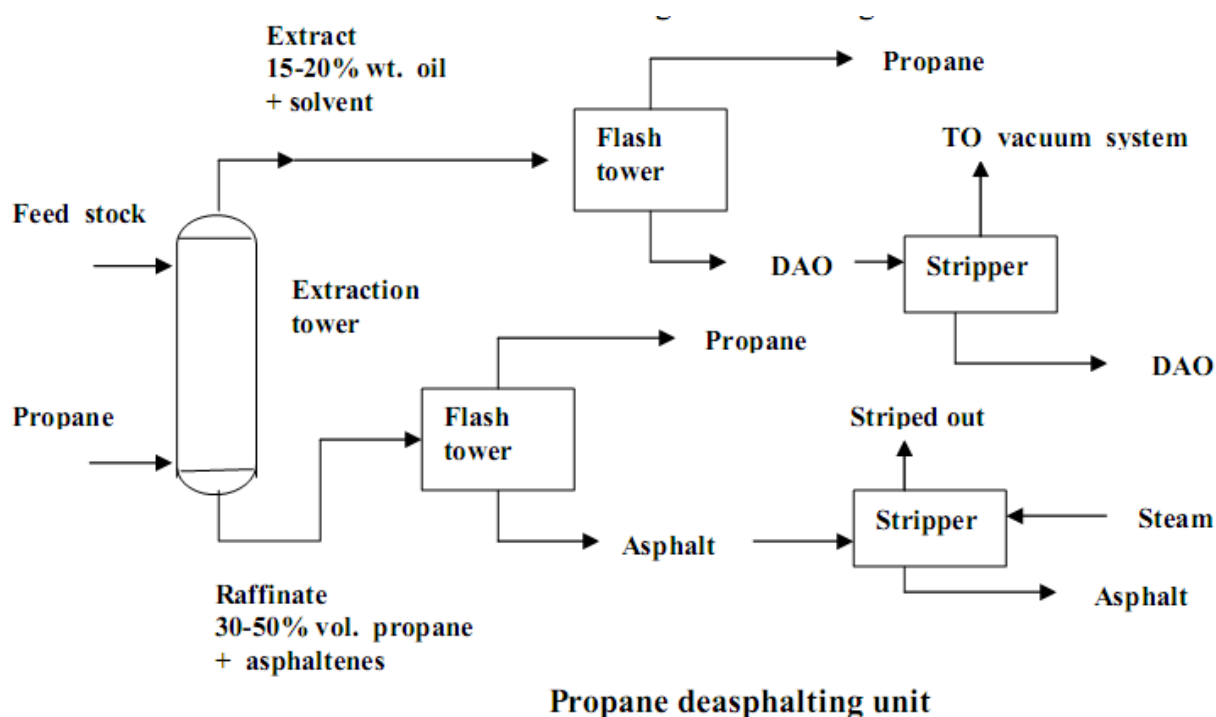 Extract
15-20% wt. oil
+ solvent
Propane
Flash
tower
TO vacuum system
Feed stock
DAO
Stripper
Extraction
tower
Propane
DAO
Propane
Flash
tower
Striped out
Stripper
Steam
Asphalt
Asphalt
Raffinate
30-50% vol. propane
+ asphaltenes
Propane deasphalting unit